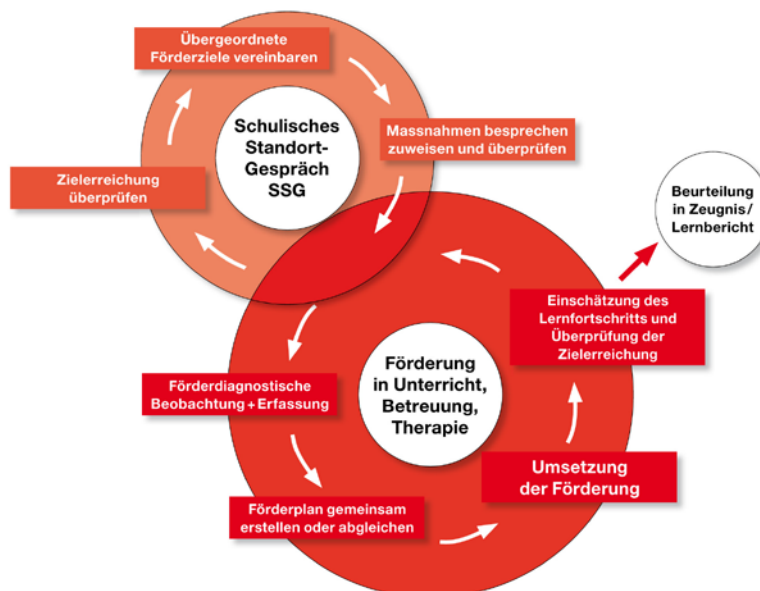 Übergeordnete
Förderziele vereinbaren
Schulisches
Standort-
Gespräch
SSG
Massnahmen besprechen
zuweisen und überprüfen
Zielerreichung
überprüfen
Beurteilung
in Zeugnis/
Lernbericht
Einschätzung des
Lernfortschritts und
Überprüfung der
Zielerreichung
Förderung
in Unterricht,
Betreuung,
Therapie
Förderdiagnostische
Beobachtung + Erfassung
Umsetzung
der Förderung
Förderplan gemeinsam
erstellen oder abgleichen